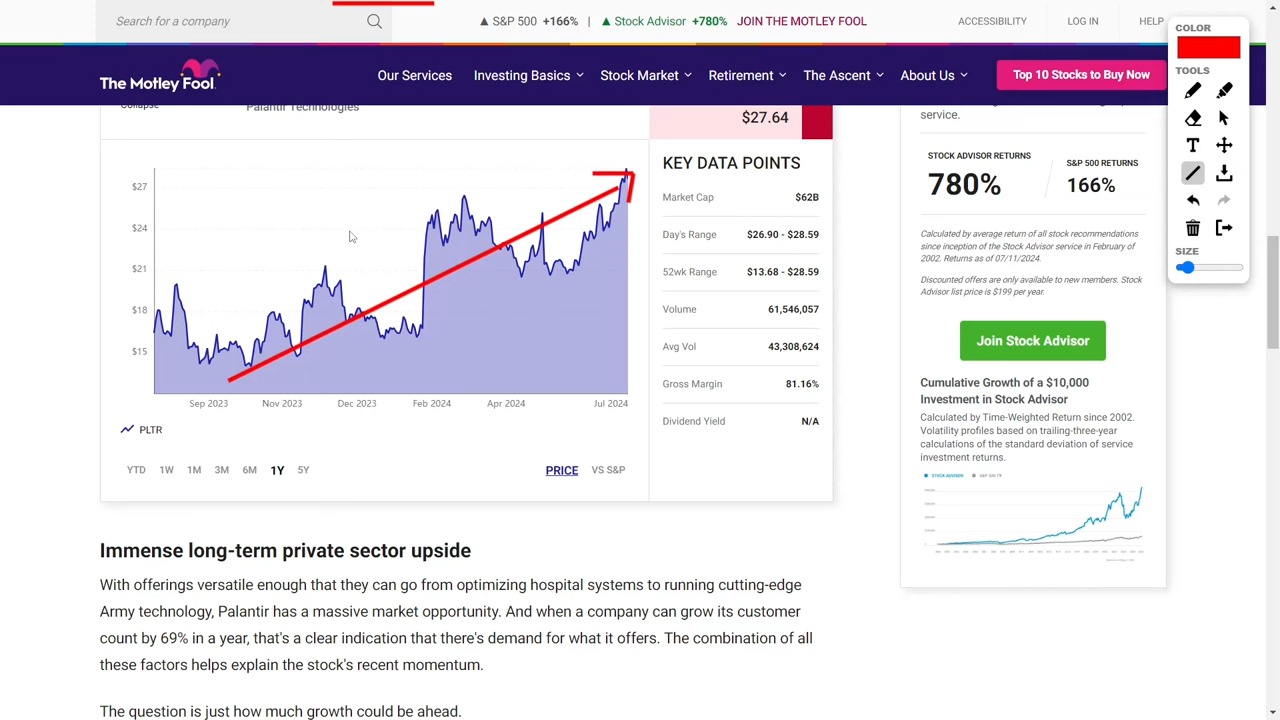 Search for a company
▲ S&P 500 +166% | ▲ Stock Advisor +780% JOIN THE MOTLEY FOOL
ACCESSIBILITY LOG IN HELP
The Motley Fool
Our Services Investing Basics Stock Market Retirement The Ascent About Us Top 10 Stocks to Buy Now
COLOR
TOOLS
T
SIZE
Collapse Palantir Technologies
$27.64
$27
$24
$21
$18
$15
Sep 2023 Nov 2023 Dec 2023 Feb 2024 Apr 2024 Jul 2024
PLTR
YTD 1W 1M 3M 6M 1Y 5Y PRICE VS S&P
KEY DATA POINTS
Market Cap $62B
Day's Range $26.90 - $28.59
52wk Range $13.68 - $28.59
Volume 61,546,057
Avg Vol 43,308,624
Gross Margin 81.16%
Dividend Yield N/A
service.
STOCK ADVISOR RETURNS
780%
S&P 500 RETURNS
166%
Calculated by average return of all stock recommendations
since inception of the Stock Advisor service in February of
2002. Returns as of 07/11/2024.
Discounted offers are only available to new members. Stock
Advisor list price is $199 per year.
Join Stock Advisor
Cumulative Growth of a $10,000
Investment in Stock Advisor
Calculated by Time-Weighted Return since 2002.
Volatility profiles based on trailing-three-year
calculations of the standard deviation of service
investment returns.
STOCK ADVISOR S&P 500 TR
Immense long-term private sector upside
With offerings versatile enough that they can go from optimizing hospital systems to running cutting-edge
Army technology, Palantir has a massive market opportunity. And when a company can grow its customer
count by 69% in a year, that's a clear indication that there's demand for what it offers. The combination of all
these factors helps explain the stock's recent momentum.
The question is just how much growth could be ahead.